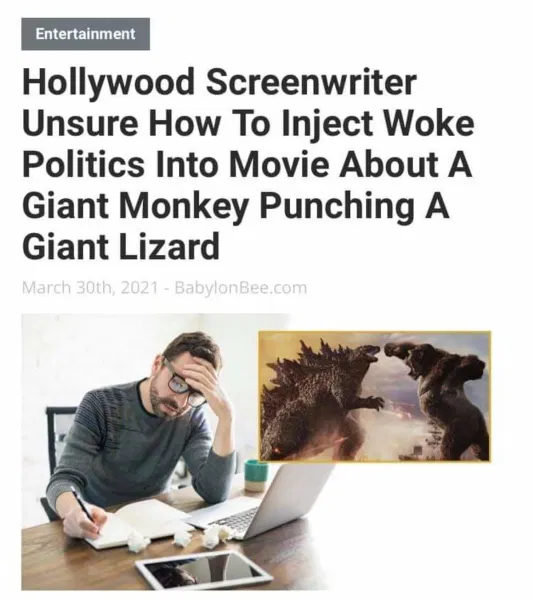 Entertainment
Hollywood Screenwriter
Unsure How To Inject Woke
Politics Into Movie About A
Giant Monkey Punching A
Giant Lizard
March 30th, 2021 - BabylonBee.com